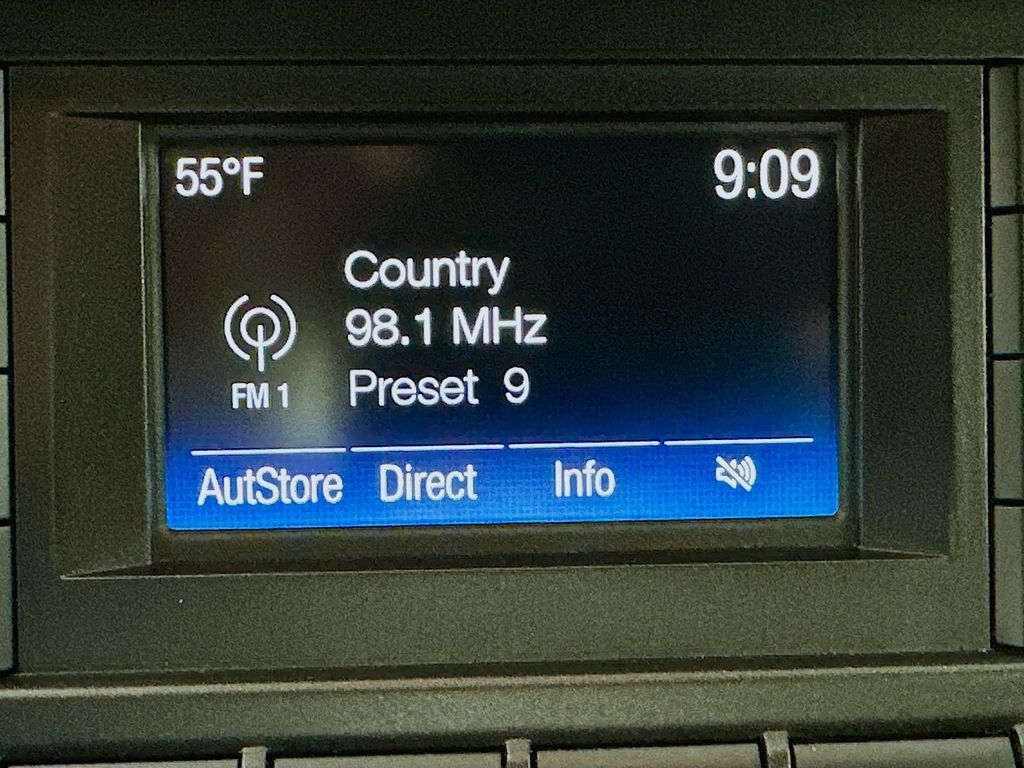 55°F 9:09
Country
98.1 MHz
FM 1 Preset 9
AutStore Direct Info